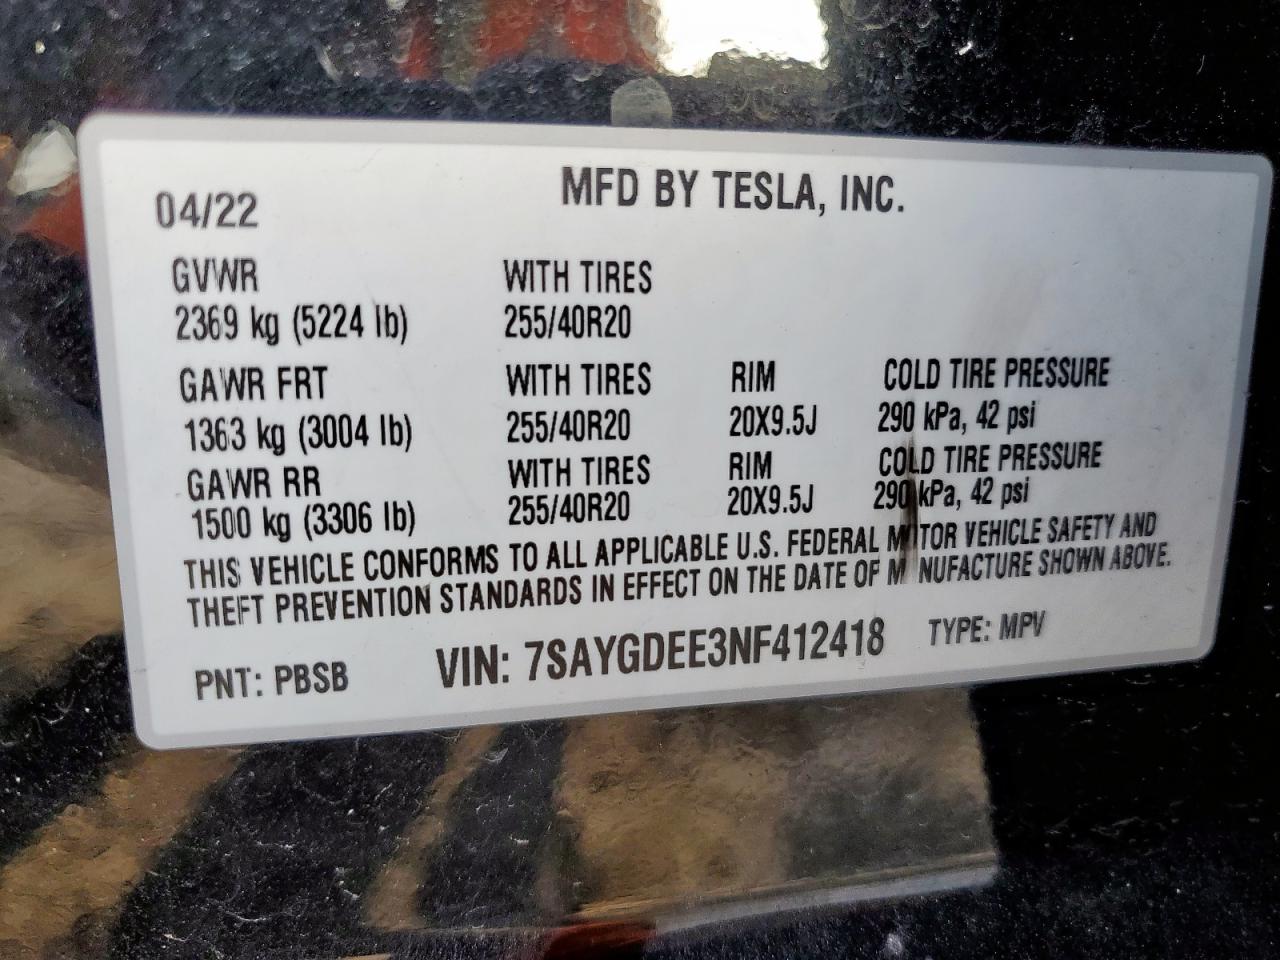 MFD BY TESLA, INC.
04/22
GVWR WITH TIRES
2369 kg (5224 lb) 255/40R20
GAWR FRT WITH TIRES RIM COLD TIRE PRESSURE
1363 kg (3004 lb) 255/40R20 20X9.5J 290 kPa, 42 psi
GAWR RR WITH TIRES RIM COLD TIRE PRESSURE
1500 kg (3306 lb) 255/40R20 20X9.5J 290 kPa, 42 psi
THIS VEHICLE CONFORMS TO ALL APPLICABLE U.S. FEDERAL MOTOR VEHICLE SAFETY AND
THEFT PREVENTION STANDARDS IN EFFECT ON THE DATE OF MANUFACTURE SHOWN ABOVE.
PNT: PBSB VIN: 7SAYGDEE3NF412418 TYPE: MPV